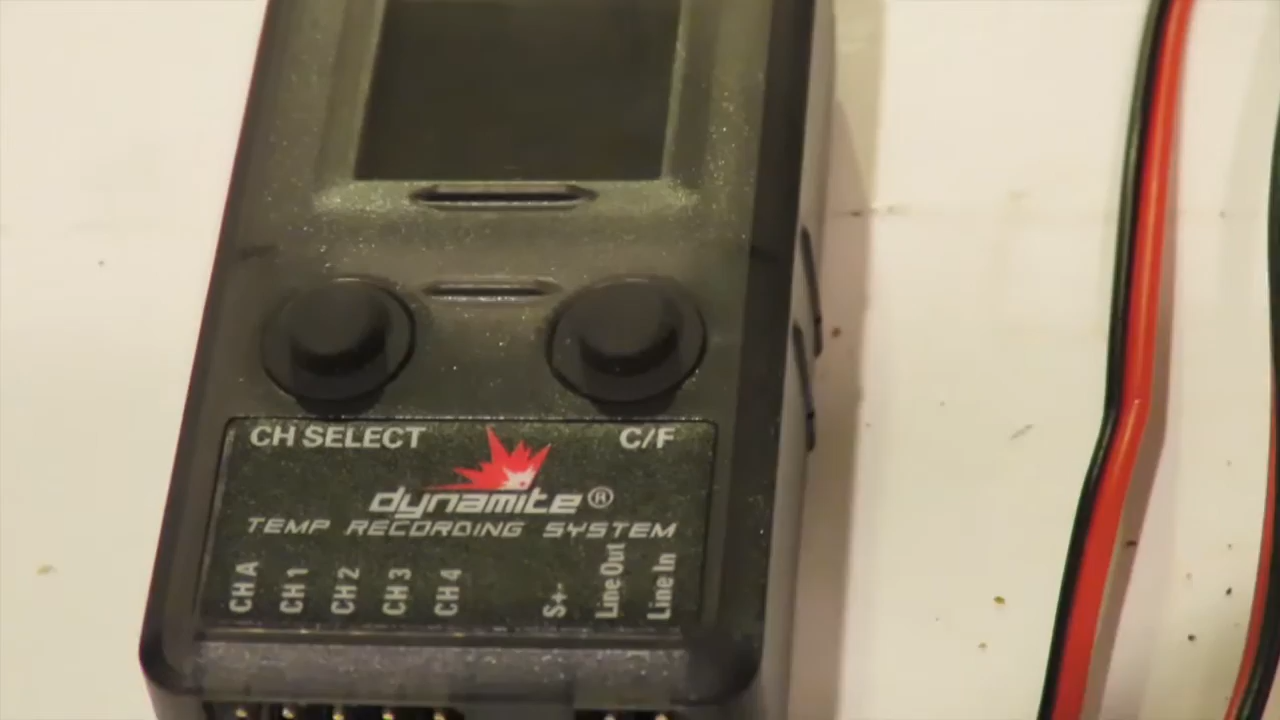 CH SELECT
C/F
dynamite®
TEMP RECORDING SYSTEM
CH A
CH 1
CH 2
CH 3
CH 4
S+-
Line Out
Line In